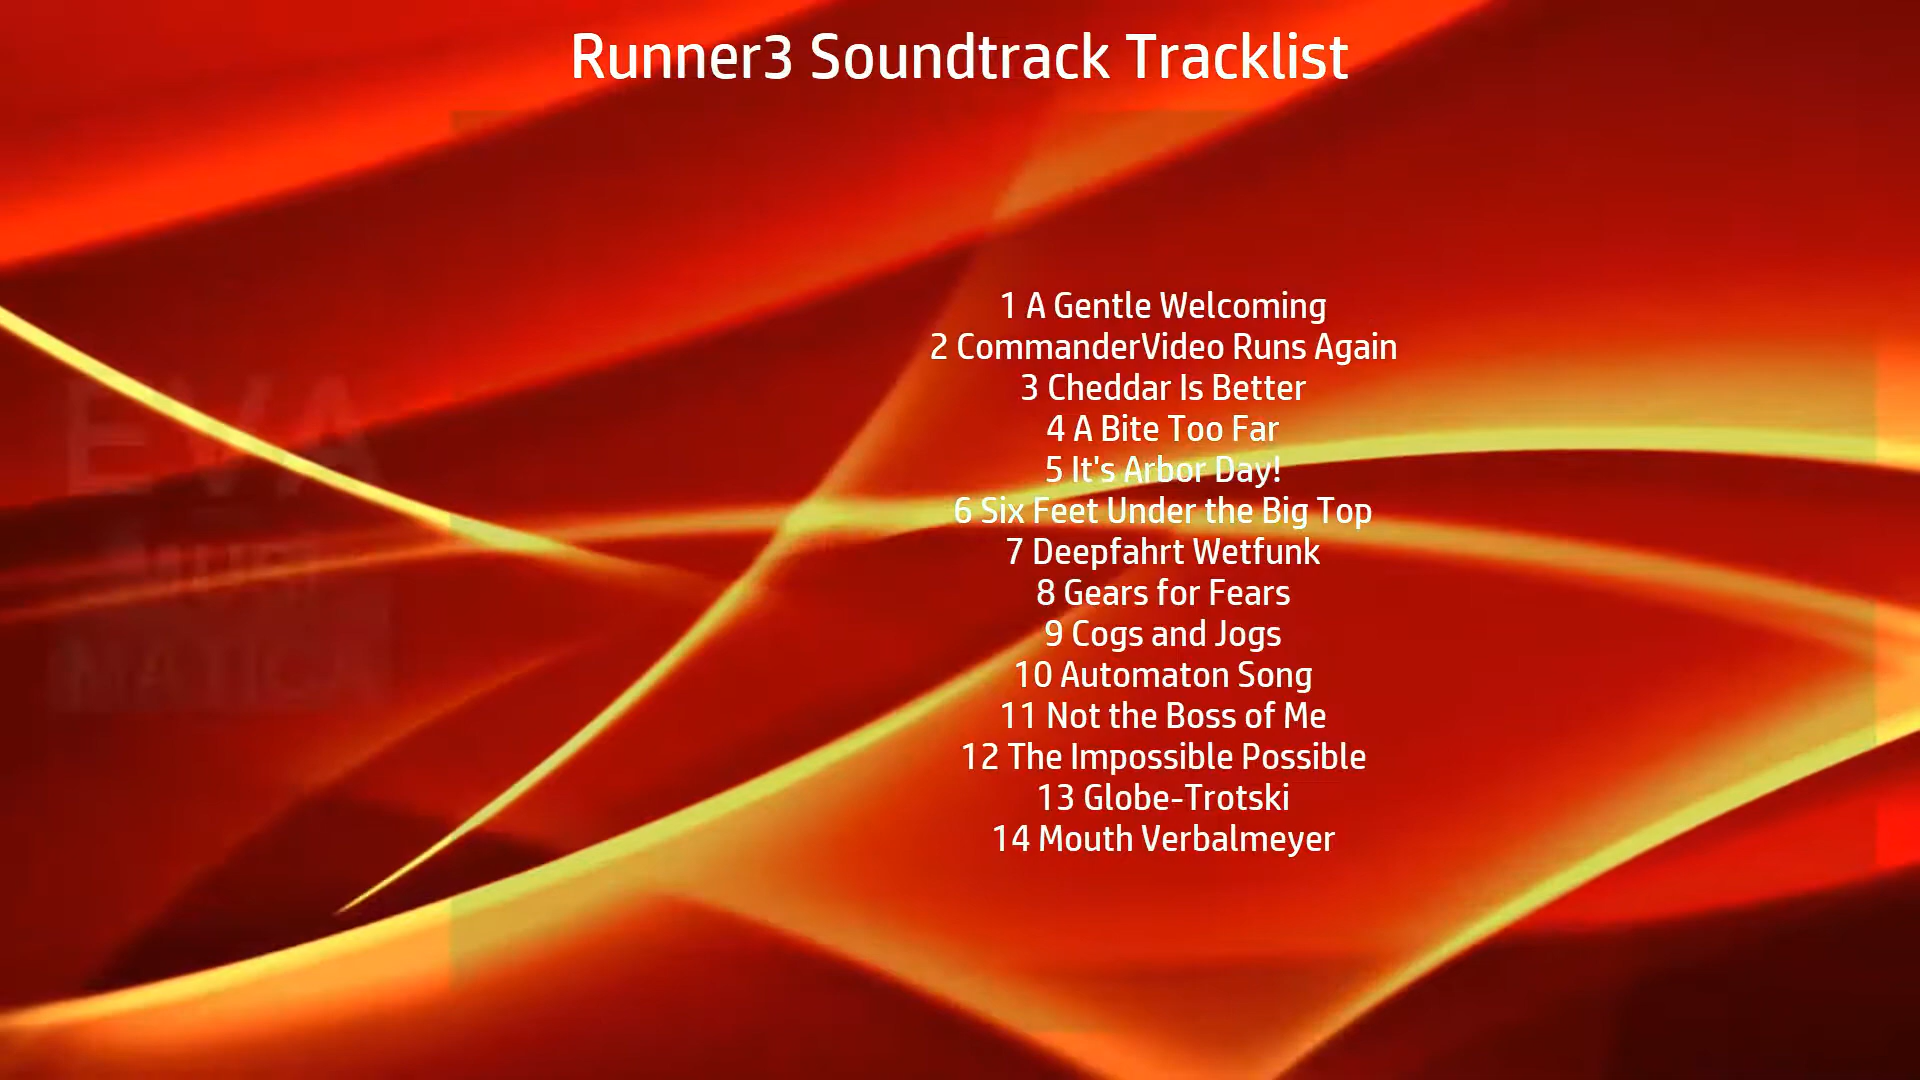 Runner3 Soundtrack Tracklist
1 A Gentle Welcoming
2 CommanderVideo Runs Again
3 Cheddar Is Better
4 A Bite Too Far
5 It's Arbor Day!
6 Six Feet Under the Big Top
7 Deepfahrt Wetfunk
8 Gears for Fears
9 Cogs and Jogs
10 Automaton Song
11 Not the Boss of Me
12 The Impossible Possible
13 Globe-Trotski
14 Mouth Verbalmeyer
EVA
MATICA